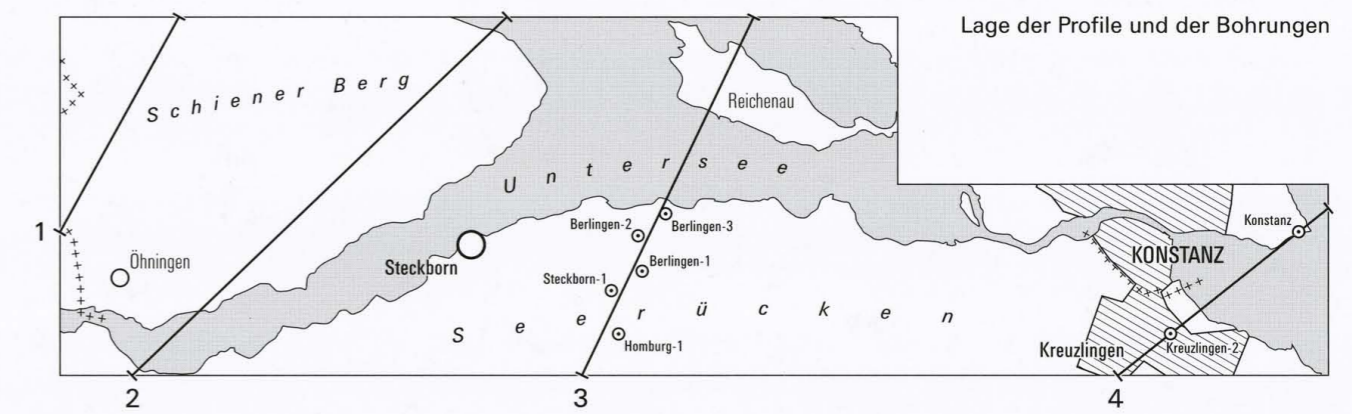 Lage der Profile und der Bohrungen
Schiener Berg
Reichenau
Untersee
Konstanz
Berlingen-2
Berlingen-3
1
KONSTANZ
Öhningen
Steckborn
Berlingen-1
Steckborn-1
Seerücken
Homburg-1
Kreuzlingen
Kreuzlingen-2
2
3
4